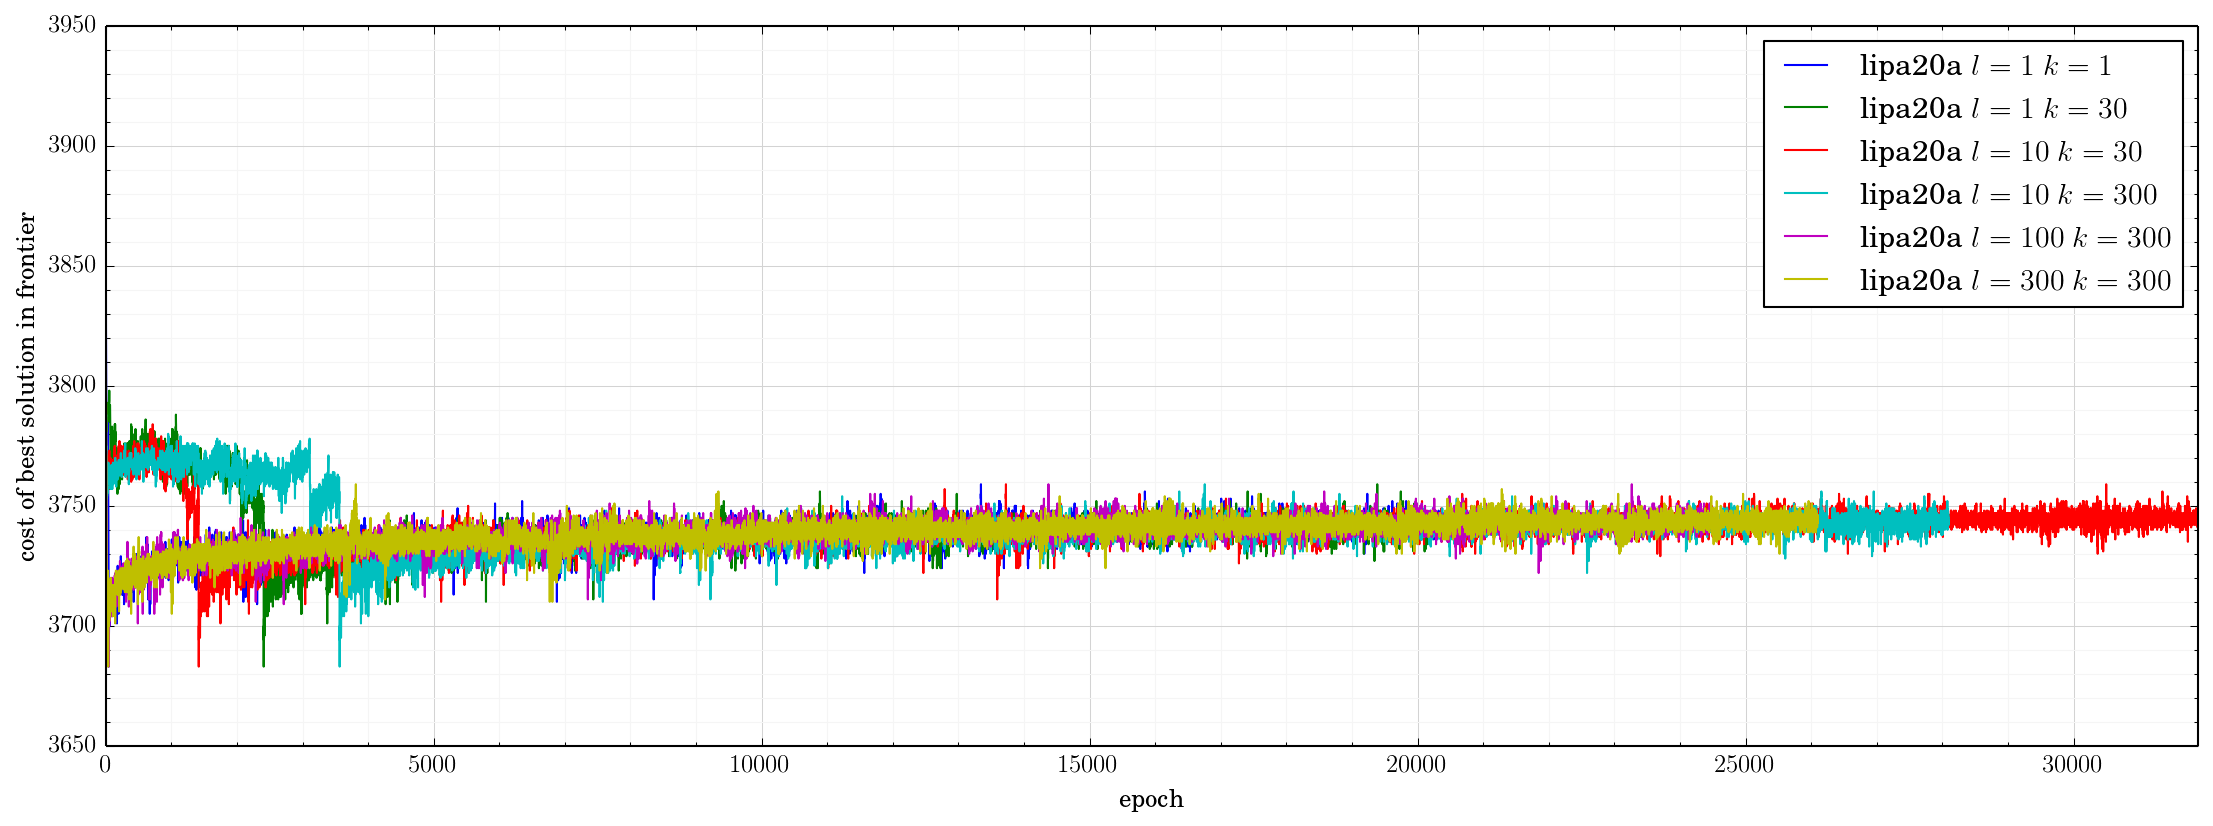 3950
3900
3850
3800
3750
3700
3650
cost of best solution in frontier
0
5000
10000
15000
20000
25000
30000
epoch
lipa20a l = 1 k = 1
lipa20a l = 1 k = 30
lipa20a l = 10 k = 30
lipa20a l = 10 k = 300
lipa20a l = 100 k = 300
lipa20a l = 300 k = 300